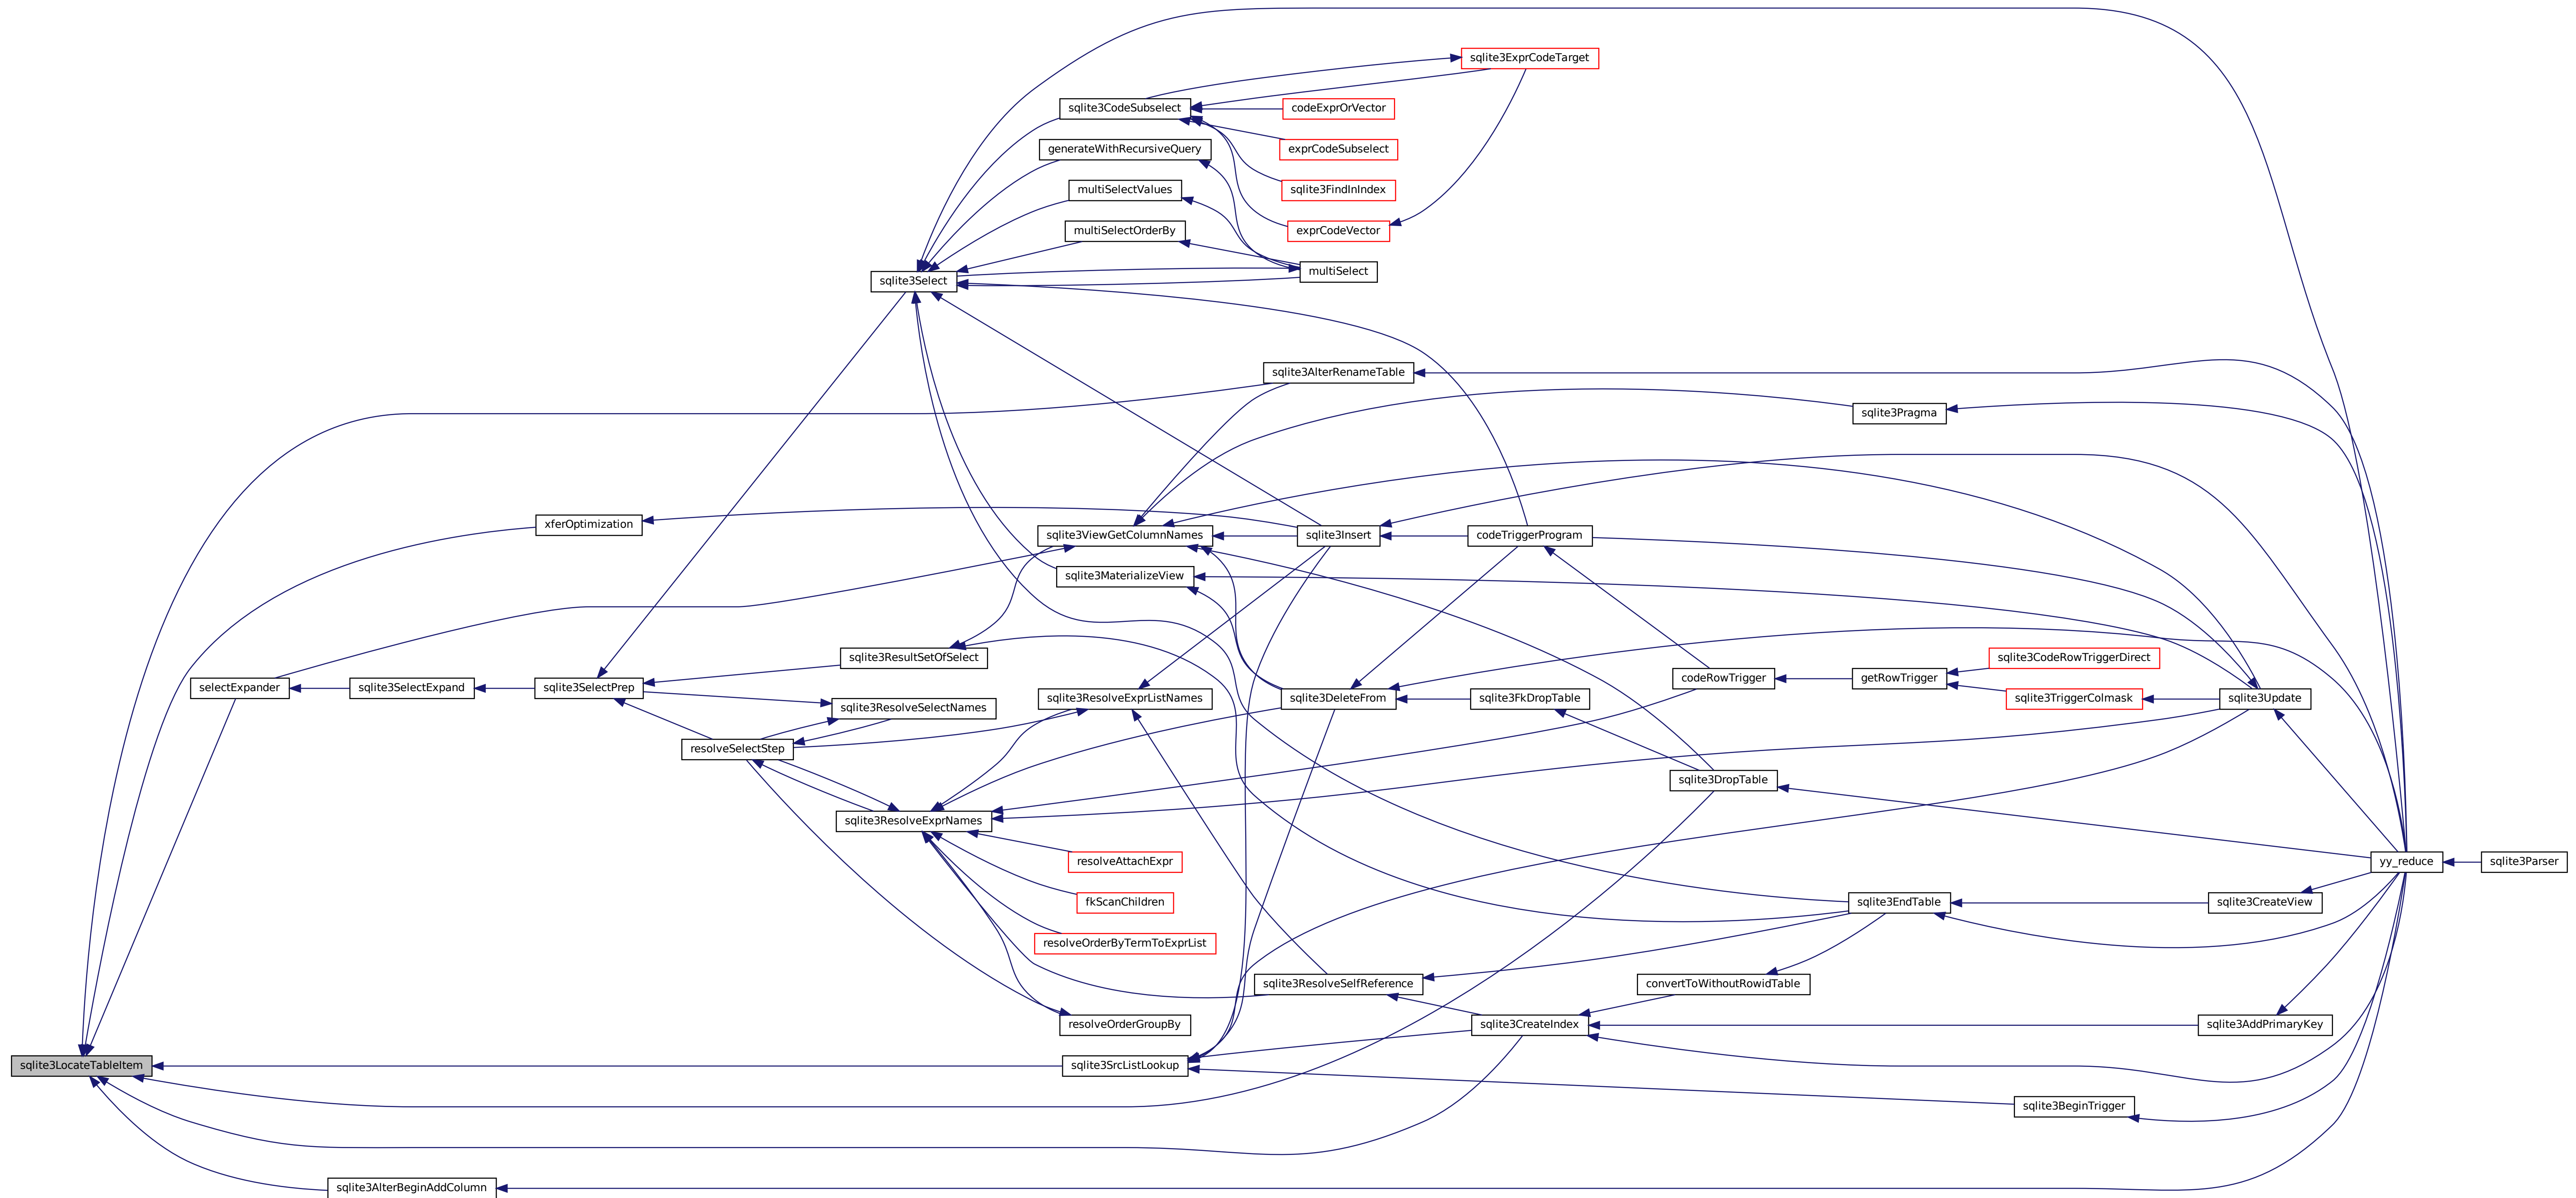 sqlite3ExprCodeTarget
sqlite3CodeSubselect
codeExprOrVector
generateWithRecursiveQuery
exprCodeSubselect
multiSelectValues
sqlite3FindInIndex
multiSelectOrderBy
exprCodeVector
sqlite3Select
multiSelect
sqlite3AlterRenameTable
sqlite3Pragma
xferOptimization
sqlite3ViewGetColumnNames
sqlite3Insert
codeTriggerProgram
sqlite3MaterializeView
sqlite3ResultSetOfSelect
sqlite3CodeRowTriggerDirect
selectExpander
sqlite3SelectExpand
sqlite3SelectPrep
codeRowTrigger
getRowTrigger
sqlite3ResolveSelectNames
sqlite3ResolveExprListNames
sqlite3DeleteFrom
sqlite3FkDropTable
sqlite3TriggerColmask
sqlite3Update
resolveSelectStep
sqlite3DropTable
sqlite3ResolveExprNames
resolveAttachExpr
yy_reduce
sqlite3Parser
fkScanChildren
sqlite3EndTable
sqlite3CreateView
resolveOrderByTermToExprList
sqlite3ResolveSelfReference
convertToWithoutRowidTable
resolveOrderGroupBy
sqlite3CreateIndex
sqlite3AddPrimaryKey
sqlite3LocateTableItem
sqlite3SrcListLookup
sqlite3BeginTrigger
sqlite3AlterBeginAddColumn